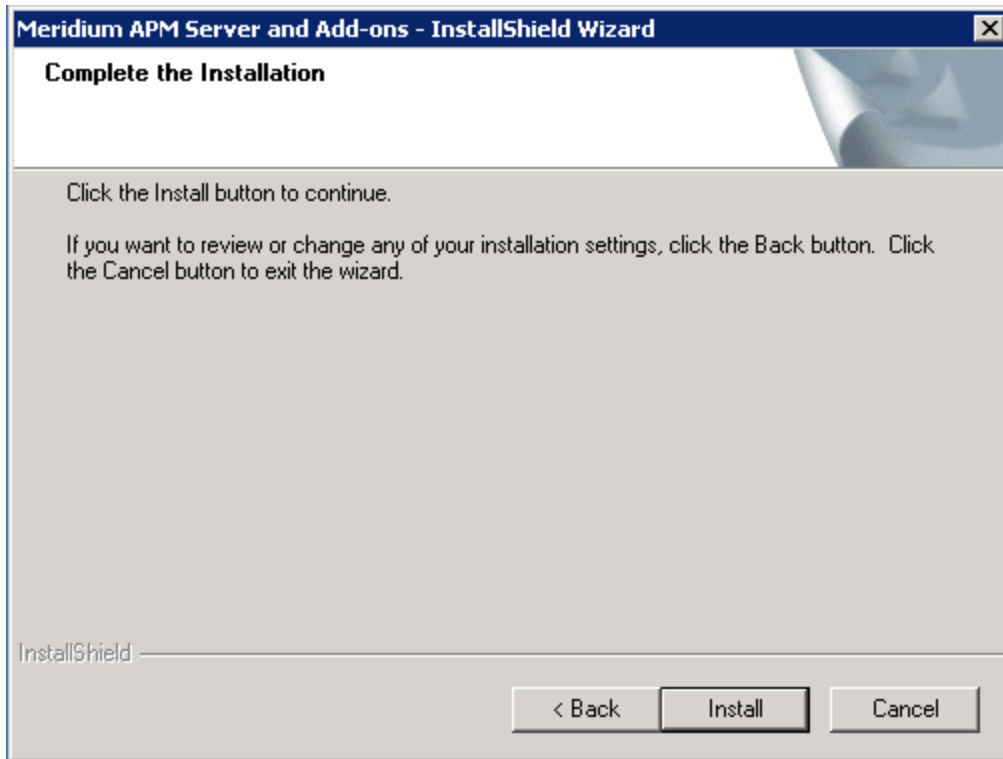 Meridium APM Server and Add-ons - InstallShield Wizard
Complete the Installation
Click the Install button to continue.
If you want to review or change any of your installation settings, click the Back button.  Click
the Cancel button to exit the wizard.
InstallShield
< Back
Install
Cancel